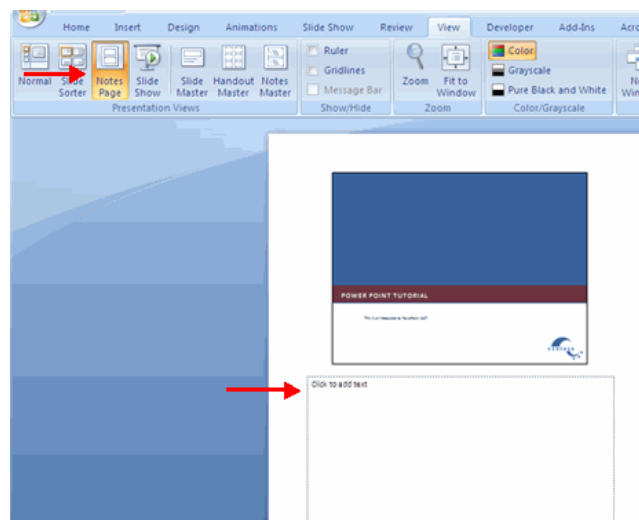 Home Insert Design Animations Slide Show Review View Developer Add-Ins Acro
Normal Slide Sorter Notes Page Slide Show Slide Master Handout Master Notes Master
Presentation Views
Ruler
Gridlines
Message Bar
Show/Hide
Zoom Fit to Window
Zoom
Color
Grayscale
Pure Black and White
Color/Grayscale
POWER POINT TUTORIAL
Click to add text